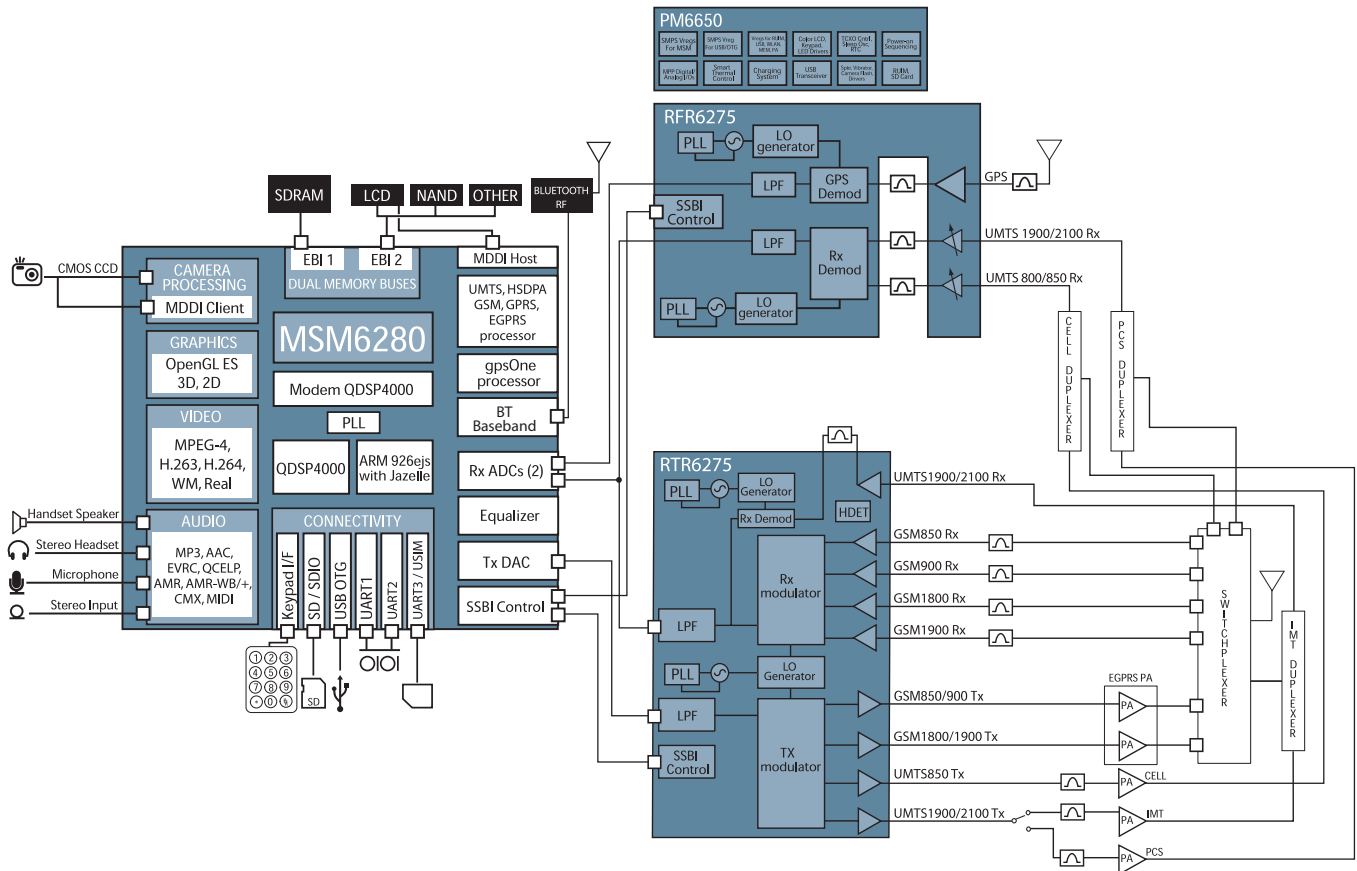 PM6650
SMPS Vregs
For MSM
SMPS Vreg
For USB/OTG
Vregs for RUIM,
USB, WLAN,
MEM, PA
Color LCD,
Keypad,
LED Drivers
TCXO Cntrl,
Sleep Osc,
RTC
Power-on
Sequencing
MPP Digital/
Analog I/Os
Smart
Thermal
Control
Charging
System
USB
Transceiver
Spkr, Vibrator
Camera Flash,
Drivers
RUIM,
SD Card
RFR6275
PLL
LO
generator
LPF
GPS
Demod
GPS
SSBI
Control
LPF
Rx
Demod
UMTS 1900/2100 Rx
UMTS 800/850 Rx
PLL
LO
generator
SDRAM
LCD
NAND
OTHER
BLUETOOTH
RF
CMOS CCD
CAMERA
PROCESSING
MDDI Client
EBI 1
EBI 2
DUAL MEMORY BUSES
MDDI Host
UMTS, HSDPA
GSM, GPRS,
EGPRS
processor
MSM6280
GRAPHICS
OpenGL ES
3D, 2D
Modem QDSP4000
gpsOne
processor
PLL
BT
Baseband
VIDEO
MPEG-4,
H.263, H.264,
WM, Real
QDSP4000
ARM 926ejs
with Jazelle
Rx ADCs (2)
Equalizer
Handset Speaker
Stereo Headset
Microphone
Stereo Input
AUDIO
MP3, AAC,
EVRC, QCELP,
AMR, AMR-WB/+,
CMX, MIDI
CONNECTIVITY
Keypad I/F
SD / SDIO
USB OTG
UART1
UART2
UART3 / USIM
Tx DAC
SSBI Control
1 2 3
4 5 6
7 8 9
0
SD
CELL DUPLEXER
PCS DUPLEXER
RTR6275
PLL
LO
Generator
Rx Demod
HDET
UMTS1900/2100 Rx
GSM850 Rx
GSM900 Rx
GSM1800 Rx
GSM1900 Rx
Rx
modulator
LPF
PLL
LO
Generator
LPF
SSBI
Control
TX
modulator
GSM850/900 Tx
GSM1800/1900 Tx
UMTS850 Tx
UMTS1900/2100 Tx
EGPRS PA
PA
PA
PA
CELL
PA
IMT
PA
PCS
SWITCHPLEXER
IMT DUPLEXER